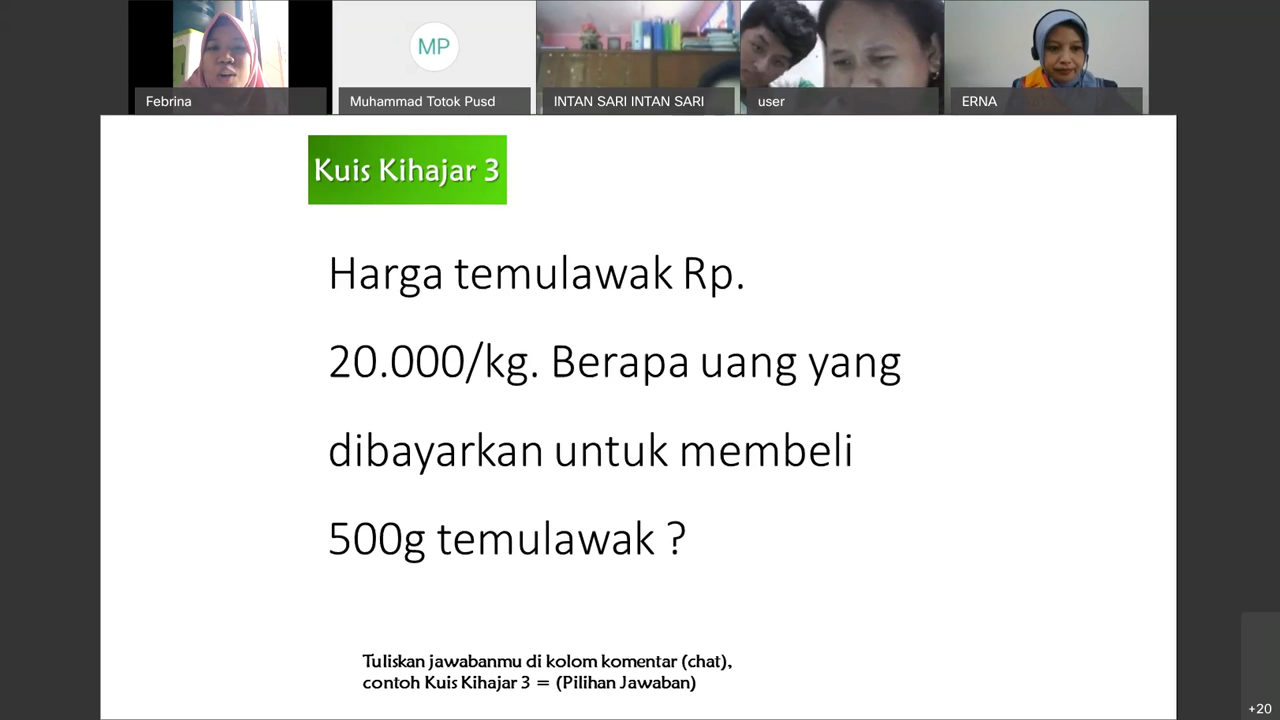 MP
Febrina
Muhammad Totok Pusd
INTAN SARI INTAN SARI
user
ERNA
Kuis Kihajar 3
Harga temulawak Rp.
20.000/kg. Berapa uang yang
dibayarkan untuk membeli
500g temulawak ?
Tuliskan jawabanmu di kolom komentar (chat),
contoh Kuis Kihajar 3 = (Pilihan Jawaban)
+20